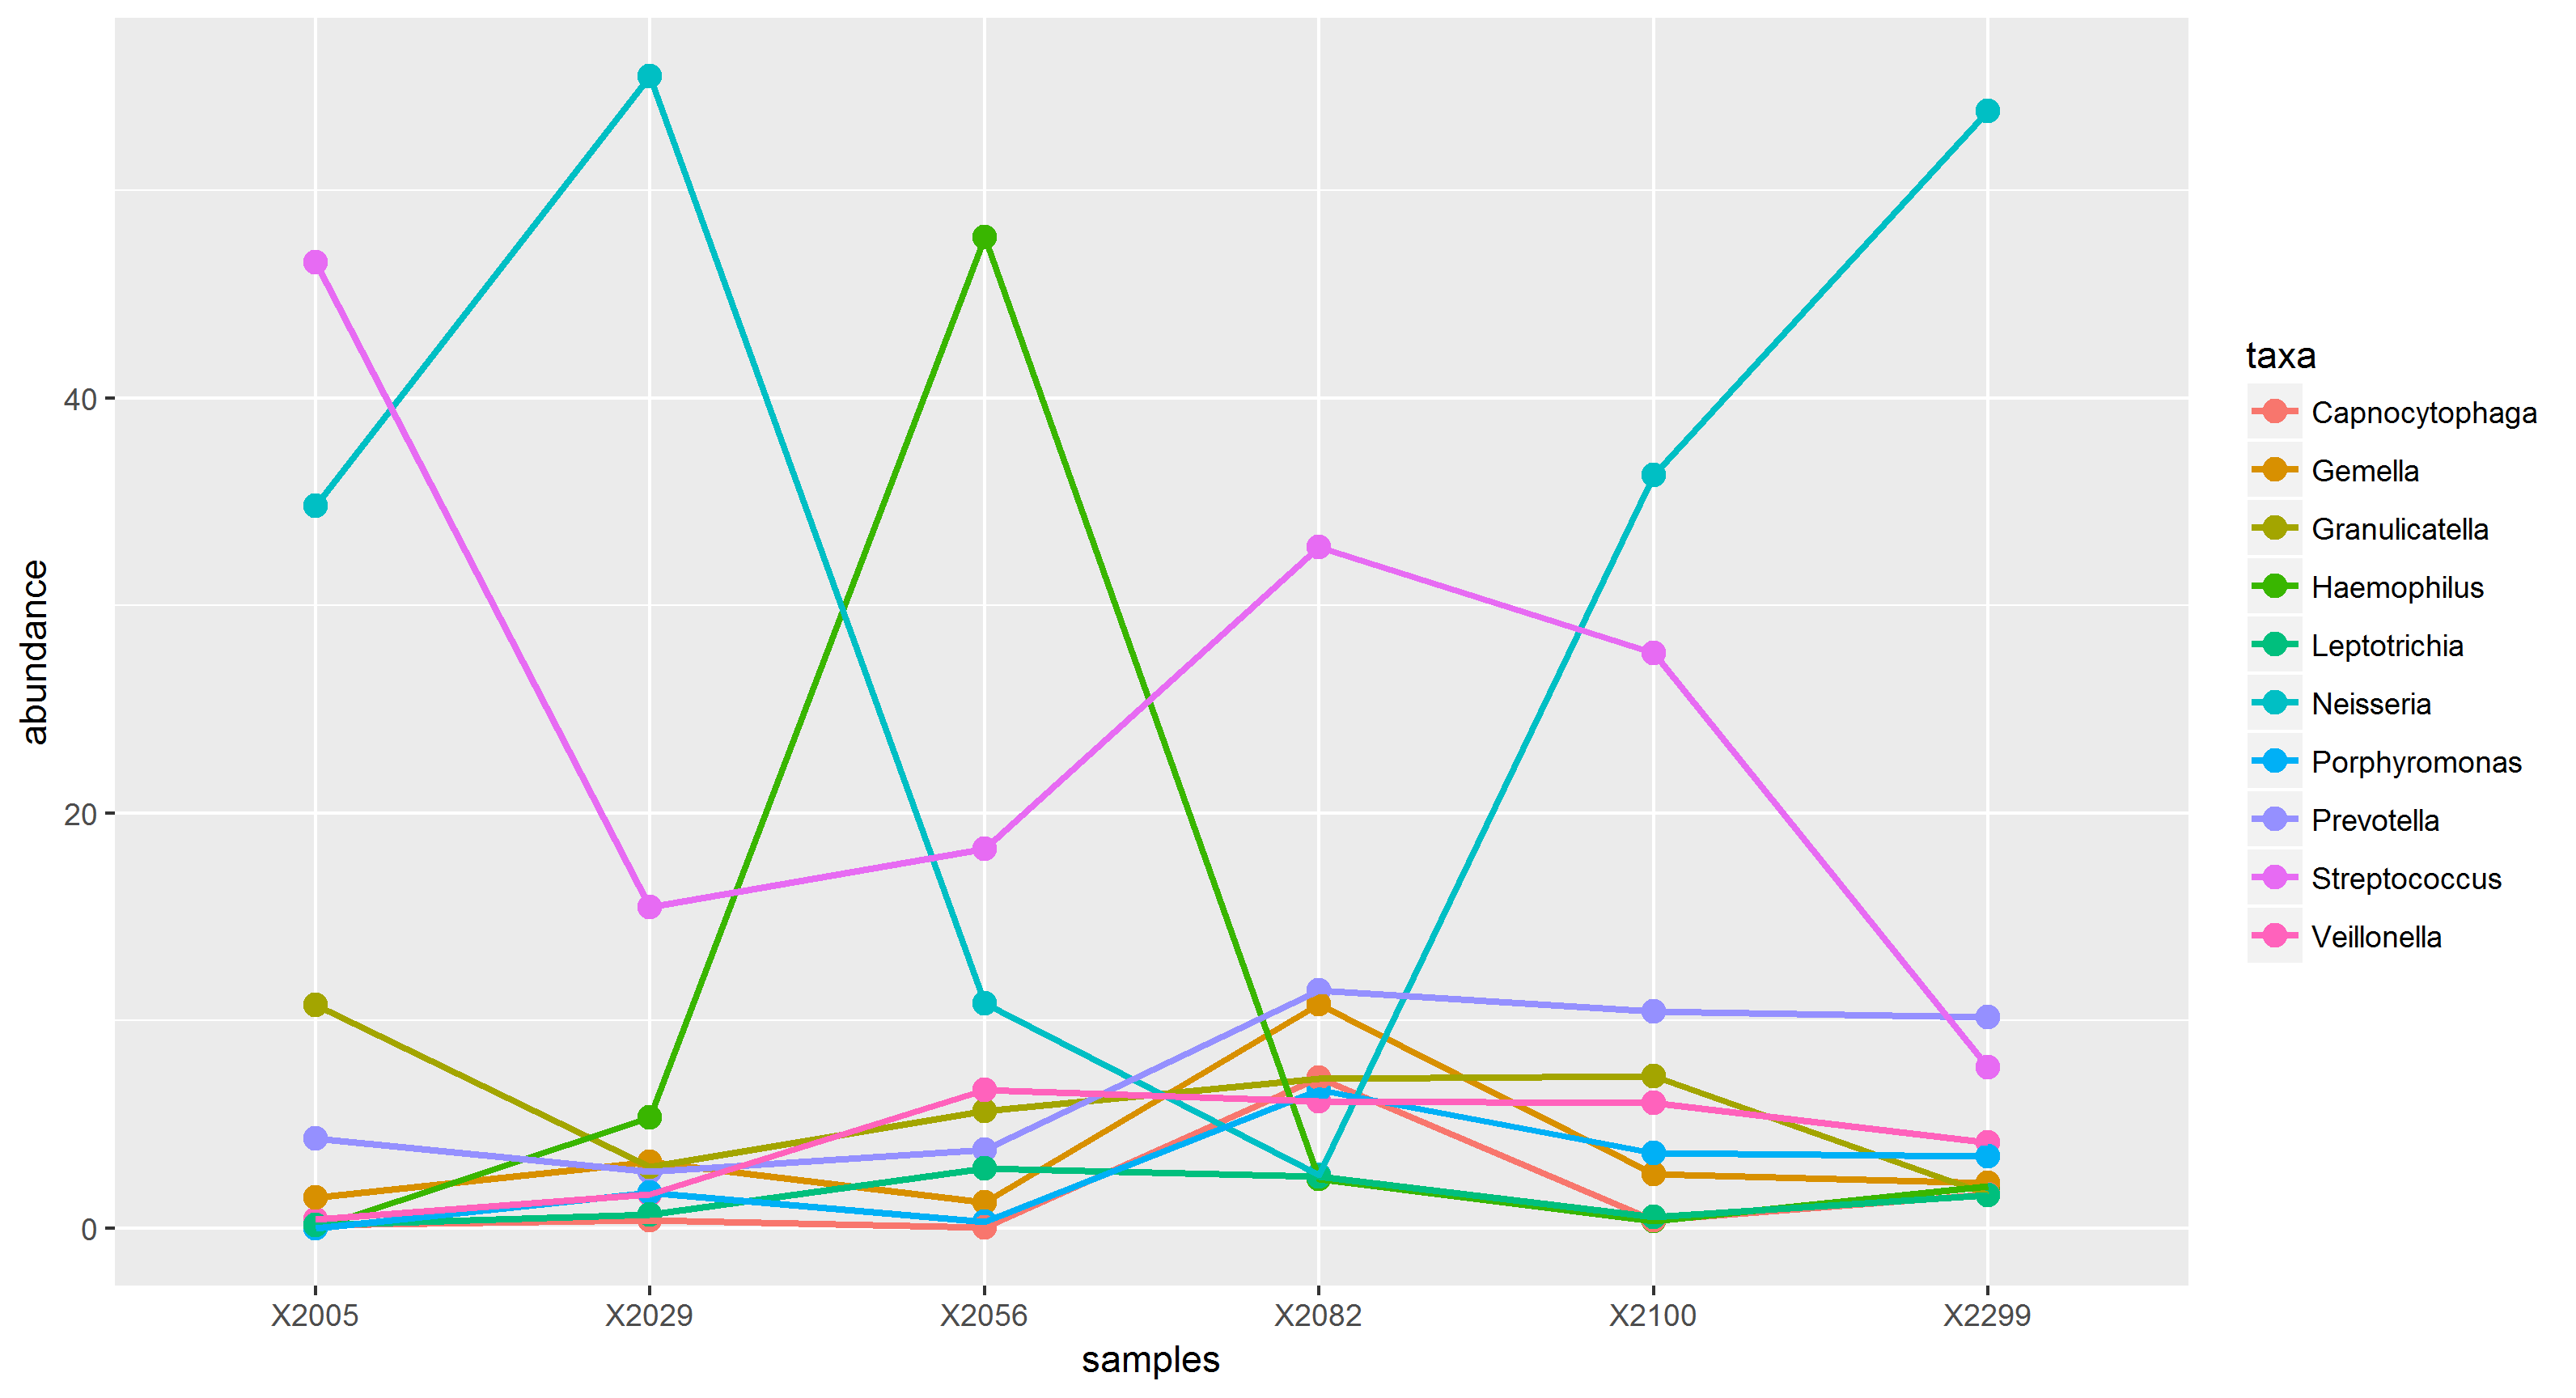 abundance
40
20
0
X2005 X2029 X2056 X2082 X2100 X2299
samples
taxa
Capnocytophaga
Gemella
Granulicatella
Haemophilus
Leptotrichia
Neisseria
Porphyromonas
Prevotella
Streptococcus
Veillonella